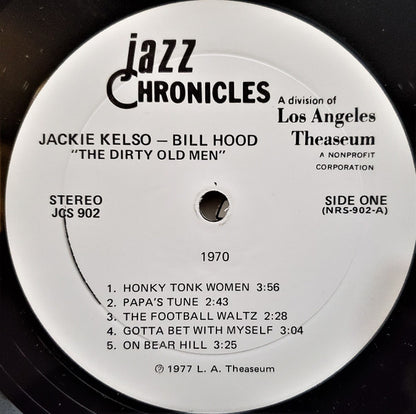 jazz
CHRONICLES
A division of
Los Angeles
Theaseum
A NONPROFIT
CORPORATION
JACKIE KELSO — BILL HOOD
"THE DIRTY OLD MEN"
STEREO
JCS 902
SIDE ONE
(NRS-902-A)
1970
1. HONKY TONK WOMEN 3:56
2. PAPA'S TUNE 2:43
3. THE FOOTBALL WALTZ 2:28
4. GOTTA BET WITH MYSELF 3:04
5. ON BEAR HILL 3:25
℗ 1977 L. A. Theaseum